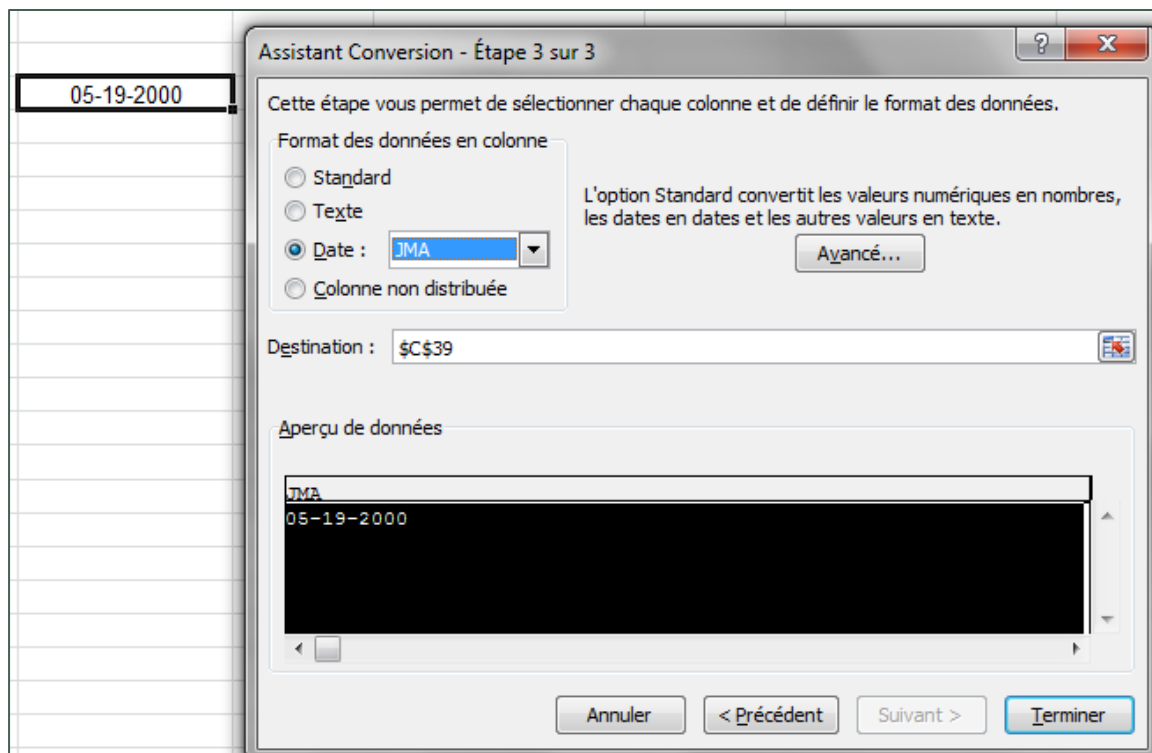 Assistant Conversion - Étape 3 sur 3
?
X
05-19-2000
Cette étape vous permet de sélectionner chaque colonne et de définir le format des données.
Format des données en colonne
Standard
Texte
Date : JMA
Colonne non distribuée
L'option Standard convertit les valeurs numériques en nombres,
les dates en dates et les autres valeurs en texte.
Avancé...
Destination : $C$39
Aperçu de données
JMA
05-19-2000
Annuler
< Précédent
Suivant >
Terminer